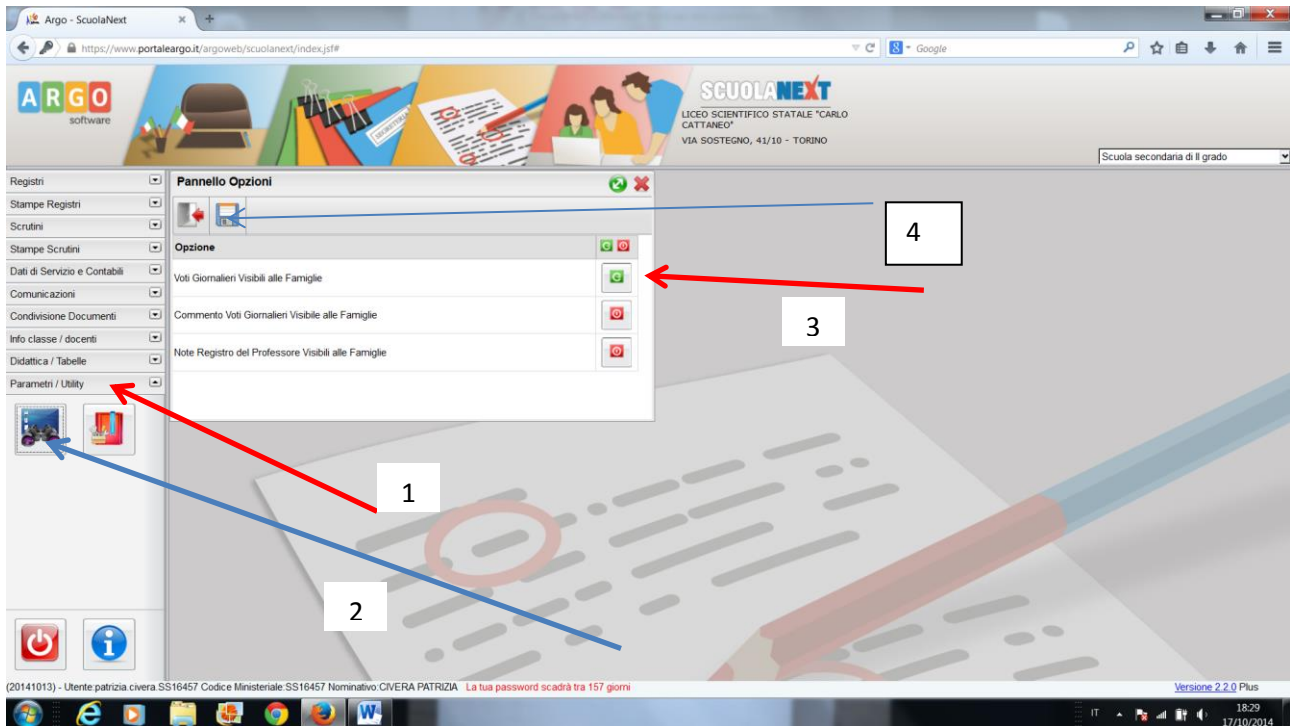 Argo - ScuolaNext
https://www.portaleargo.it/argoweb/scuolanext/index.jsf#
Google
ARGO
software
SEGRETERIA
SCUOLANEXT
LICEO SCIENTIFICO STATALE "CARLO
CATTANEO"
VIA SOSTEGNO, 41/10 - TORINO
Scuola secondaria di II grado
Registri
Stampe Registri
Scrutini
Stampe Scrutini
Dati di Servizio e Contabili
Comunicazioni
Condivisione Documenti
Info classe / docenti
Didattica / Tabelle
Parametri / Utility
Pannello Opzioni
Opzione
Voti Giornalieri Visibili alle Famiglie
Commento Voti Giornalieri Visibile alle Famiglie
Note Registro del Professore Visibili alle Famiglie
4
3
1
2
(20141013) - Utente:patrizia.civera.SS16457 Codice Ministeriale:SS16457 Nominativo:CIVERA PATRIZIA La tua password scadrà tra 157 giorni
Versione 2.2.0 Plus
IT
18:29
17/10/2014